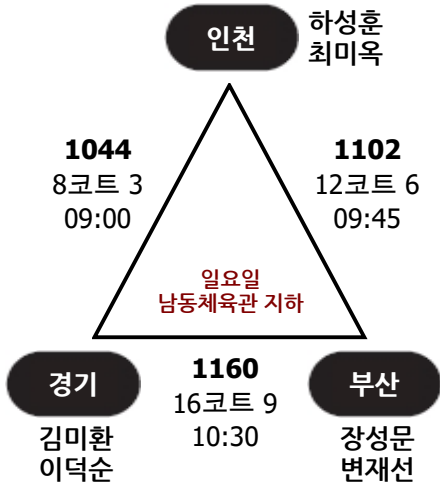 인천
하성훈
최미옥
1044
8코트 3
09:00
1102
12코트 6
09:45
일요일
남동체육관 지하
경기
김미환
이덕순
1160
16코트 9
10:30
부산
장성문
변재선